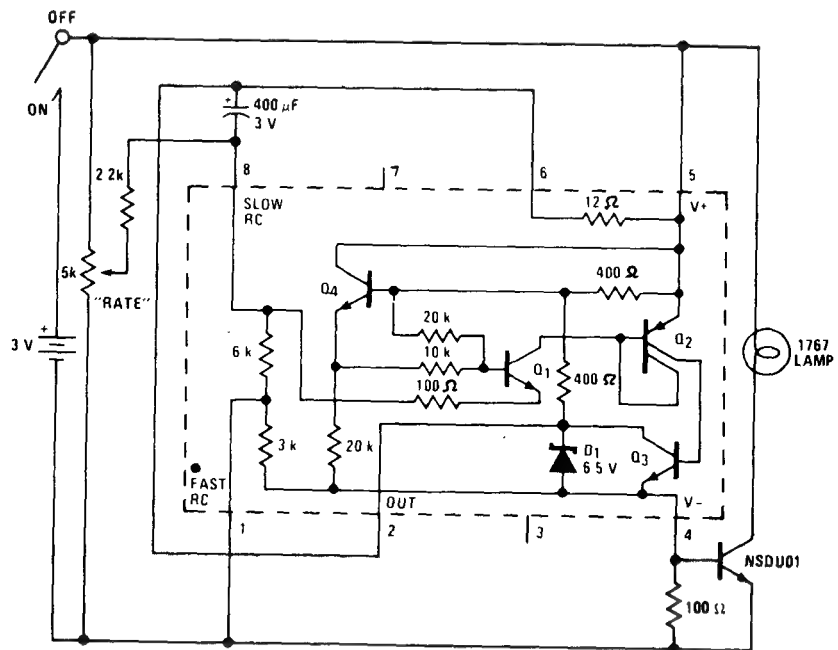 OFF
ON
400 µF
3 V
2.2k
8
7
6
5
SLOW
RC
12 Ω
V+
5k
"RATE"
Q4
400 Ω
20 k
10 k
Q1
Q2
1767
LAMP
3 V
6 k
100 Ω
400 Ω
3 k
20 k
D1
6.5 V
Q3
FAST
RC
OUT
V-
1
2
3
4
NSDU01
100 Ω